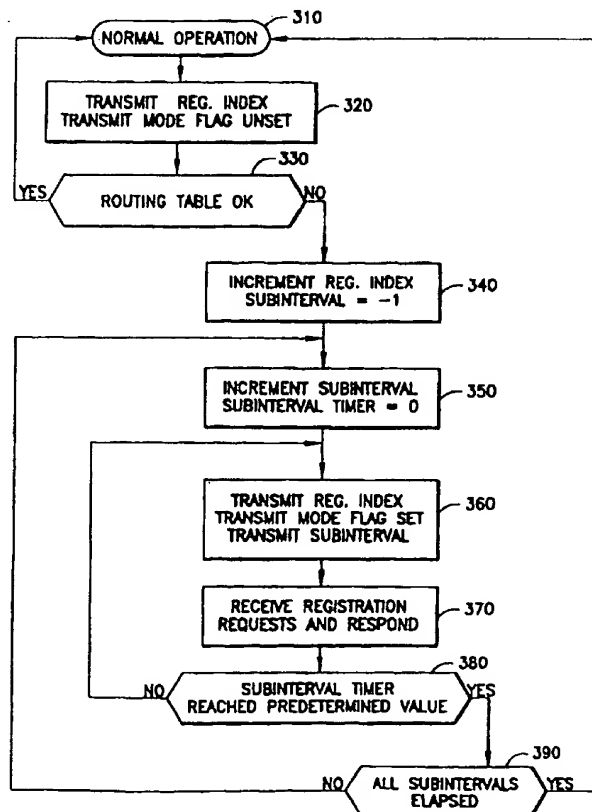 310
NORMAL OPERATION
TRANSMIT REG. INDEX
TRANSMIT MODE FLAG UNSET
320
330
YES
ROUTING TABLE OK
NO
INCREMENT REG. INDEX
SUBINTERVAL = -1
340
INCREMENT SUBINTERVAL
SUBINTERVAL TIMER = 0
350
TRANSMIT REG. INDEX
TRANSMIT MODE FLAG SET
TRANSMIT SUBINTERVAL
360
RECEIVE REGISTRATION
REQUESTS AND RESPOND
370
380
NO
SUBINTERVAL TIMER
REACHED PREDETERMINED VALUE
YES
390
NO
ALL SUBINTERVALS
ELAPSED
YES